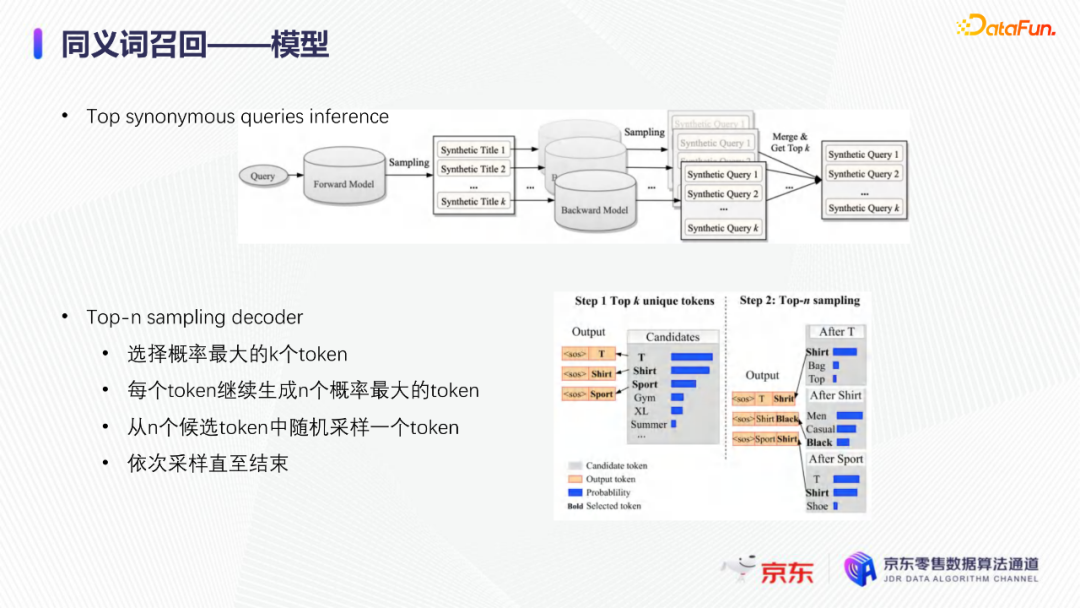 同义词召回——模型
DataFun.
• Top synonymous queries inference
Query
Forward Model
Sampling
Synthetic Title 1
Synthetic Title 2
...
Synthetic Title k
...
Backward Model
Sampling
...
Synthetic Query 1
Synthetic Query 1
Synthetic Query 2
Synthetic Query 1
Synthetic Query 2
...
Synthetic Query k
Merge &
Get Top k
...
Synthetic Query 1
Synthetic Query 2
...
Synthetic Query k
• Top-n sampling decoder
• 选择概率最大的k个token
• 每个token继续生成n个概率最大的token
• 从n个候选token中随机采样一个token
• 依次采样直至结束
Step 1 Top k unique tokens
Output
<sos> T
<sos> Shirt
<sos> Sport
Candidates
T
Shirt
Sport
Gym
XL
Summer
...
Candidate token
Output token
Probablility
Bold Selected token
Step 2: Top-n sampling
Output
<sos> T Shrit
<sos> Shirt Black
<sos> Sport Shirt
After T
Shirt
Bag
Top
After Shirt
Men
Casual
Black
After Sport
T
Shirt
Shoe
京东
京东零售数据算法通道
JDR DATA ALGORITHM CHANNEL